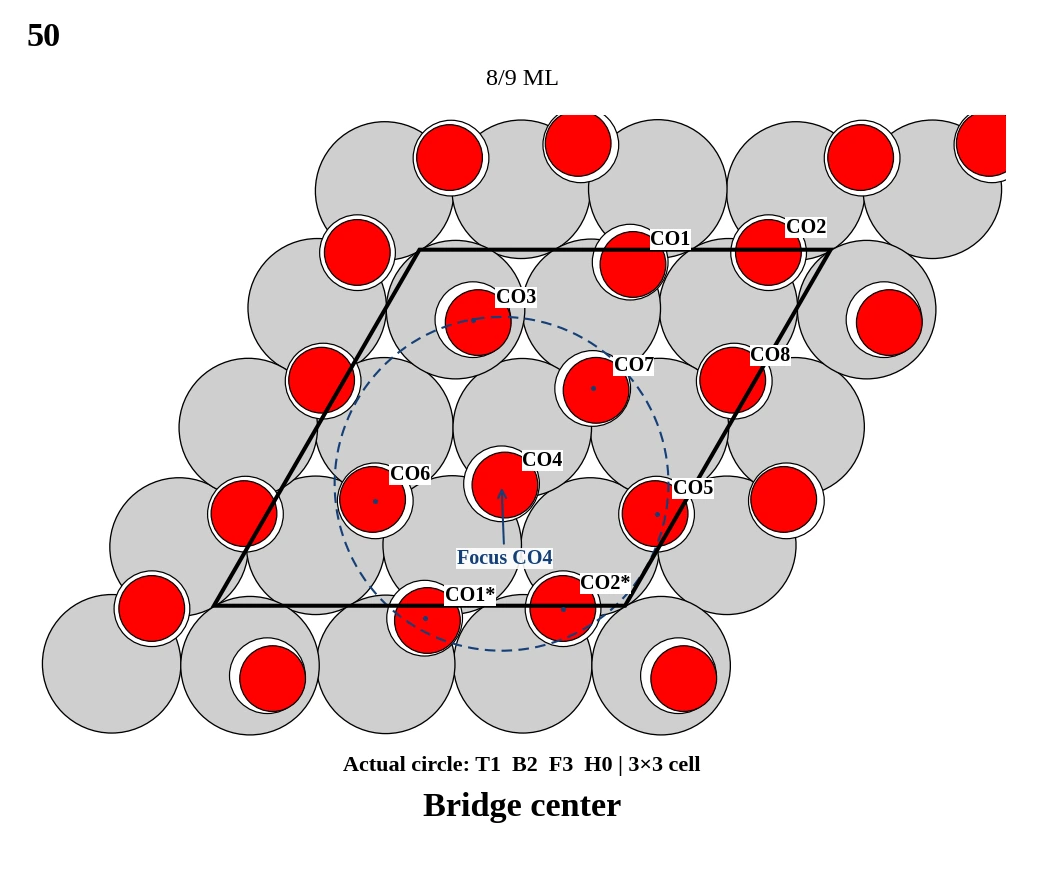 50
8/9 ML
CO2
CO1
CO3
CO8
CO7
CO4
CO6
CO5
Focus CO4
CO2*
CO1*
Actual circle: T1 B2 F3 H0 | 3×3 cell
Bridge center